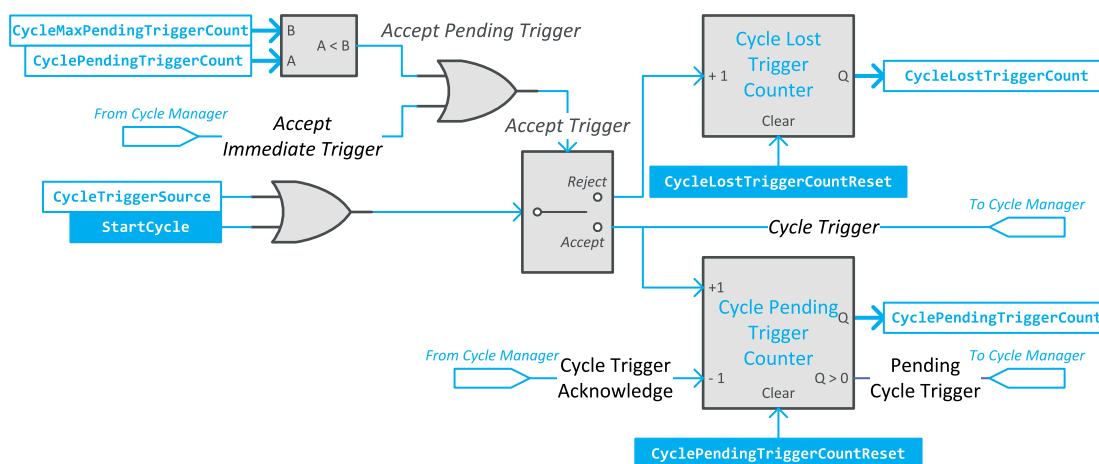 CycleMaxPendingTriggerCount
CyclePendingTriggerCount
B
A
A < B
Accept Pending Trigger
From Cycle Manager
Accept
Immediate Trigger
Accept Trigger
CycleTriggerSource
StartCycle
Reject
Accept
Cycle Lost
Trigger
Counter
+ 1
Q
Clear
CycleLostTriggerCount
CycleLostTriggerCountReset
Cycle Trigger
To Cycle Manager
+1
Cycle Pending
Trigger
Counter
Q
- 1
Q > 0
Clear
CyclePendingTriggerCount
From Cycle Manager
Cycle Trigger
Acknowledge
Pending
Cycle Trigger
To Cycle Manager
CyclePendingTriggerCountReset